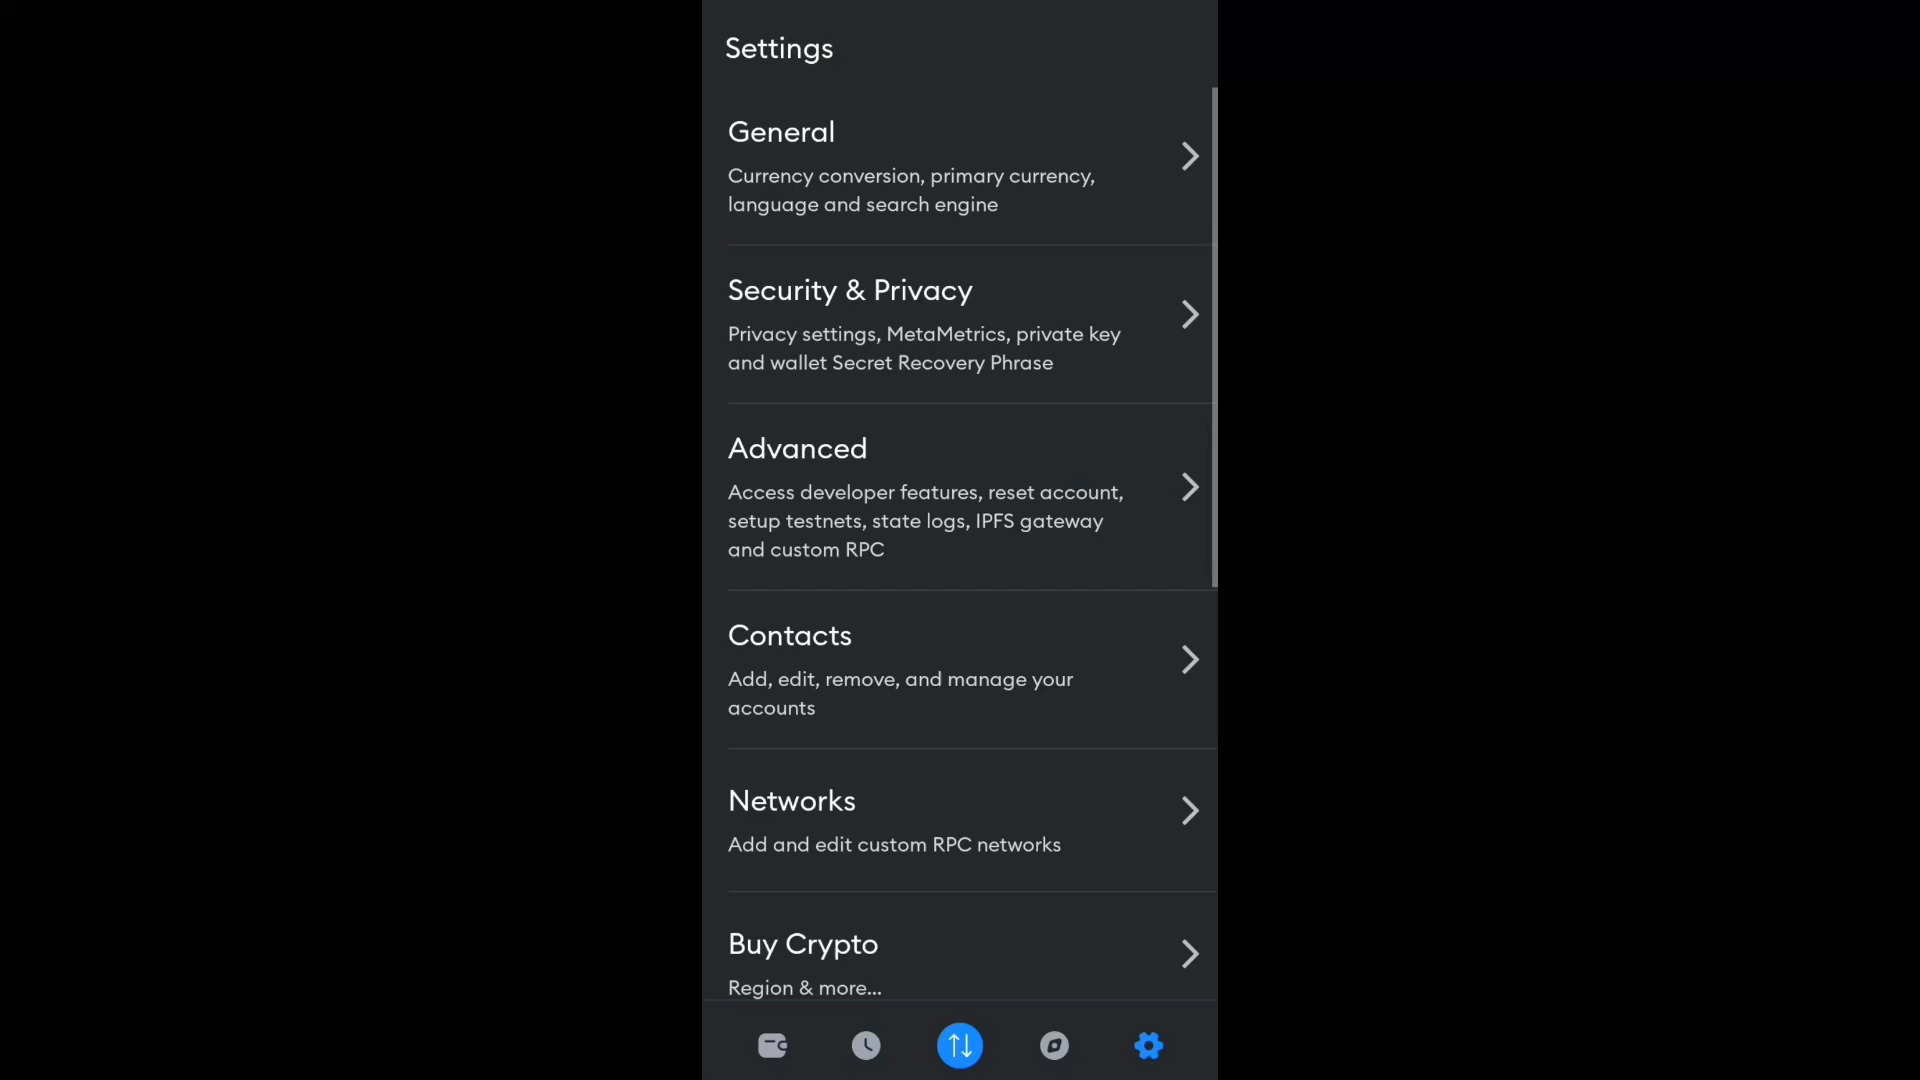 Settings
General
Currency conversion, primary currency,
language and search engine
Security & Privacy
Privacy settings, MetaMetrics, private key
and wallet Secret Recovery Phrase
Advanced
Access developer features, reset account,
setup testnets, state logs, IPFS gateway
and custom RPC
Contacts
Add, edit, remove, and manage your
accounts
Networks
Add and edit custom RPC networks
Buy Crypto
Region & more...